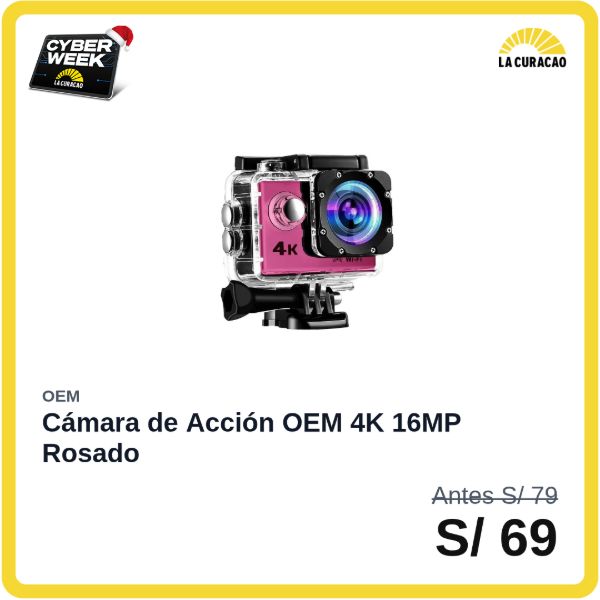 CYBER
WEEK
LA CURACAO
LA CURACAO
4K
OEM
Cámara de Acción OEM 4K 16MP
Rosado
Antes S/ 79
S/ 69